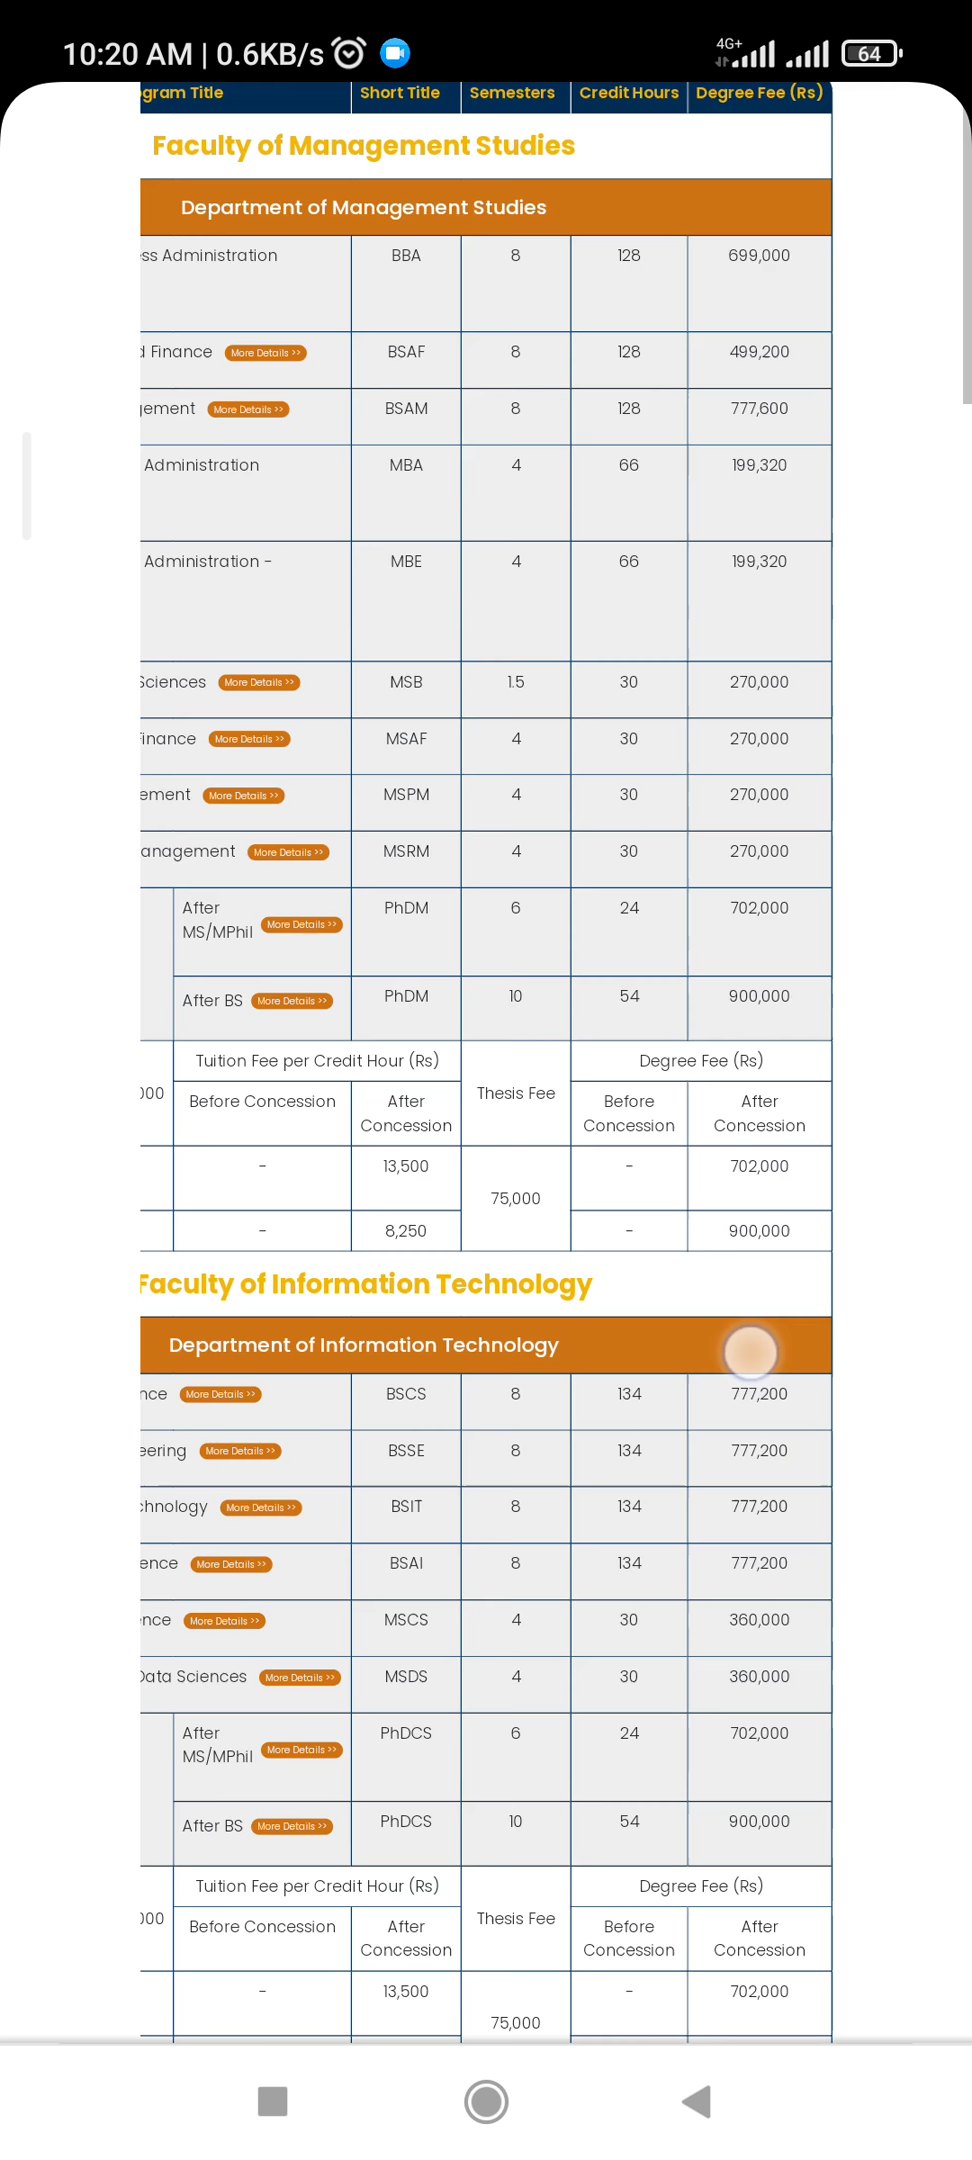 10:20 AM | 0.6KB/s 4G+ 64
ogram Title Short Title Semesters Credit Hours Degree Fee (Rs)
Faculty of Management Studies
Department of Management Studies
ess Administration BBA 8 128 699,000
d Finance More Details >> BSAF 8 128 499,200
gement More Details >> BSAM 8 128 777,600
Administration MBA 4 66 199,320
Administration - MBE 4 66 199,320
Sciences More Details >> MSB 1.5 30 270,000
Finance More Details >> MSAF 4 30 270,000
ement More Details >> MSPM 4 30 270,000
anagement More Details >> MSRM 4 30 270,000
After
MS/MPhil More Details >> PhDM 6 24 702,000
After BS More Details >> PhDM 10 54 900,000
Tuition Fee per Credit Hour (Rs) Degree Fee (Rs)
000 Thesis Fee
Before Concession After Concession Before Concession After Concession
- 13,500 - 702,000
75,000
- 8,250 - 900,000
Faculty of Information Technology
Department of Information Technology
nce More Details >> BSCS 8 134 777,200
eering More Details >> BSSE 8 134 777,200
chnology More Details >> BSIT 8 134 777,200
ence More Details >> BSAI 8 134 777,200
ence More Details >> MSCS 4 30 360,000
Data Sciences More Details >> MSDS 4 30 360,000
After
MS/MPhil More Details >> PhDCS 6 24 702,000
After BS More Details >> PhDCS 10 54 900,000
Tuition Fee per Credit Hour (Rs) Degree Fee (Rs)
000 Thesis Fee
Before Concession After Concession Before Concession After Concession
- 13,500 - 702,000
75,000